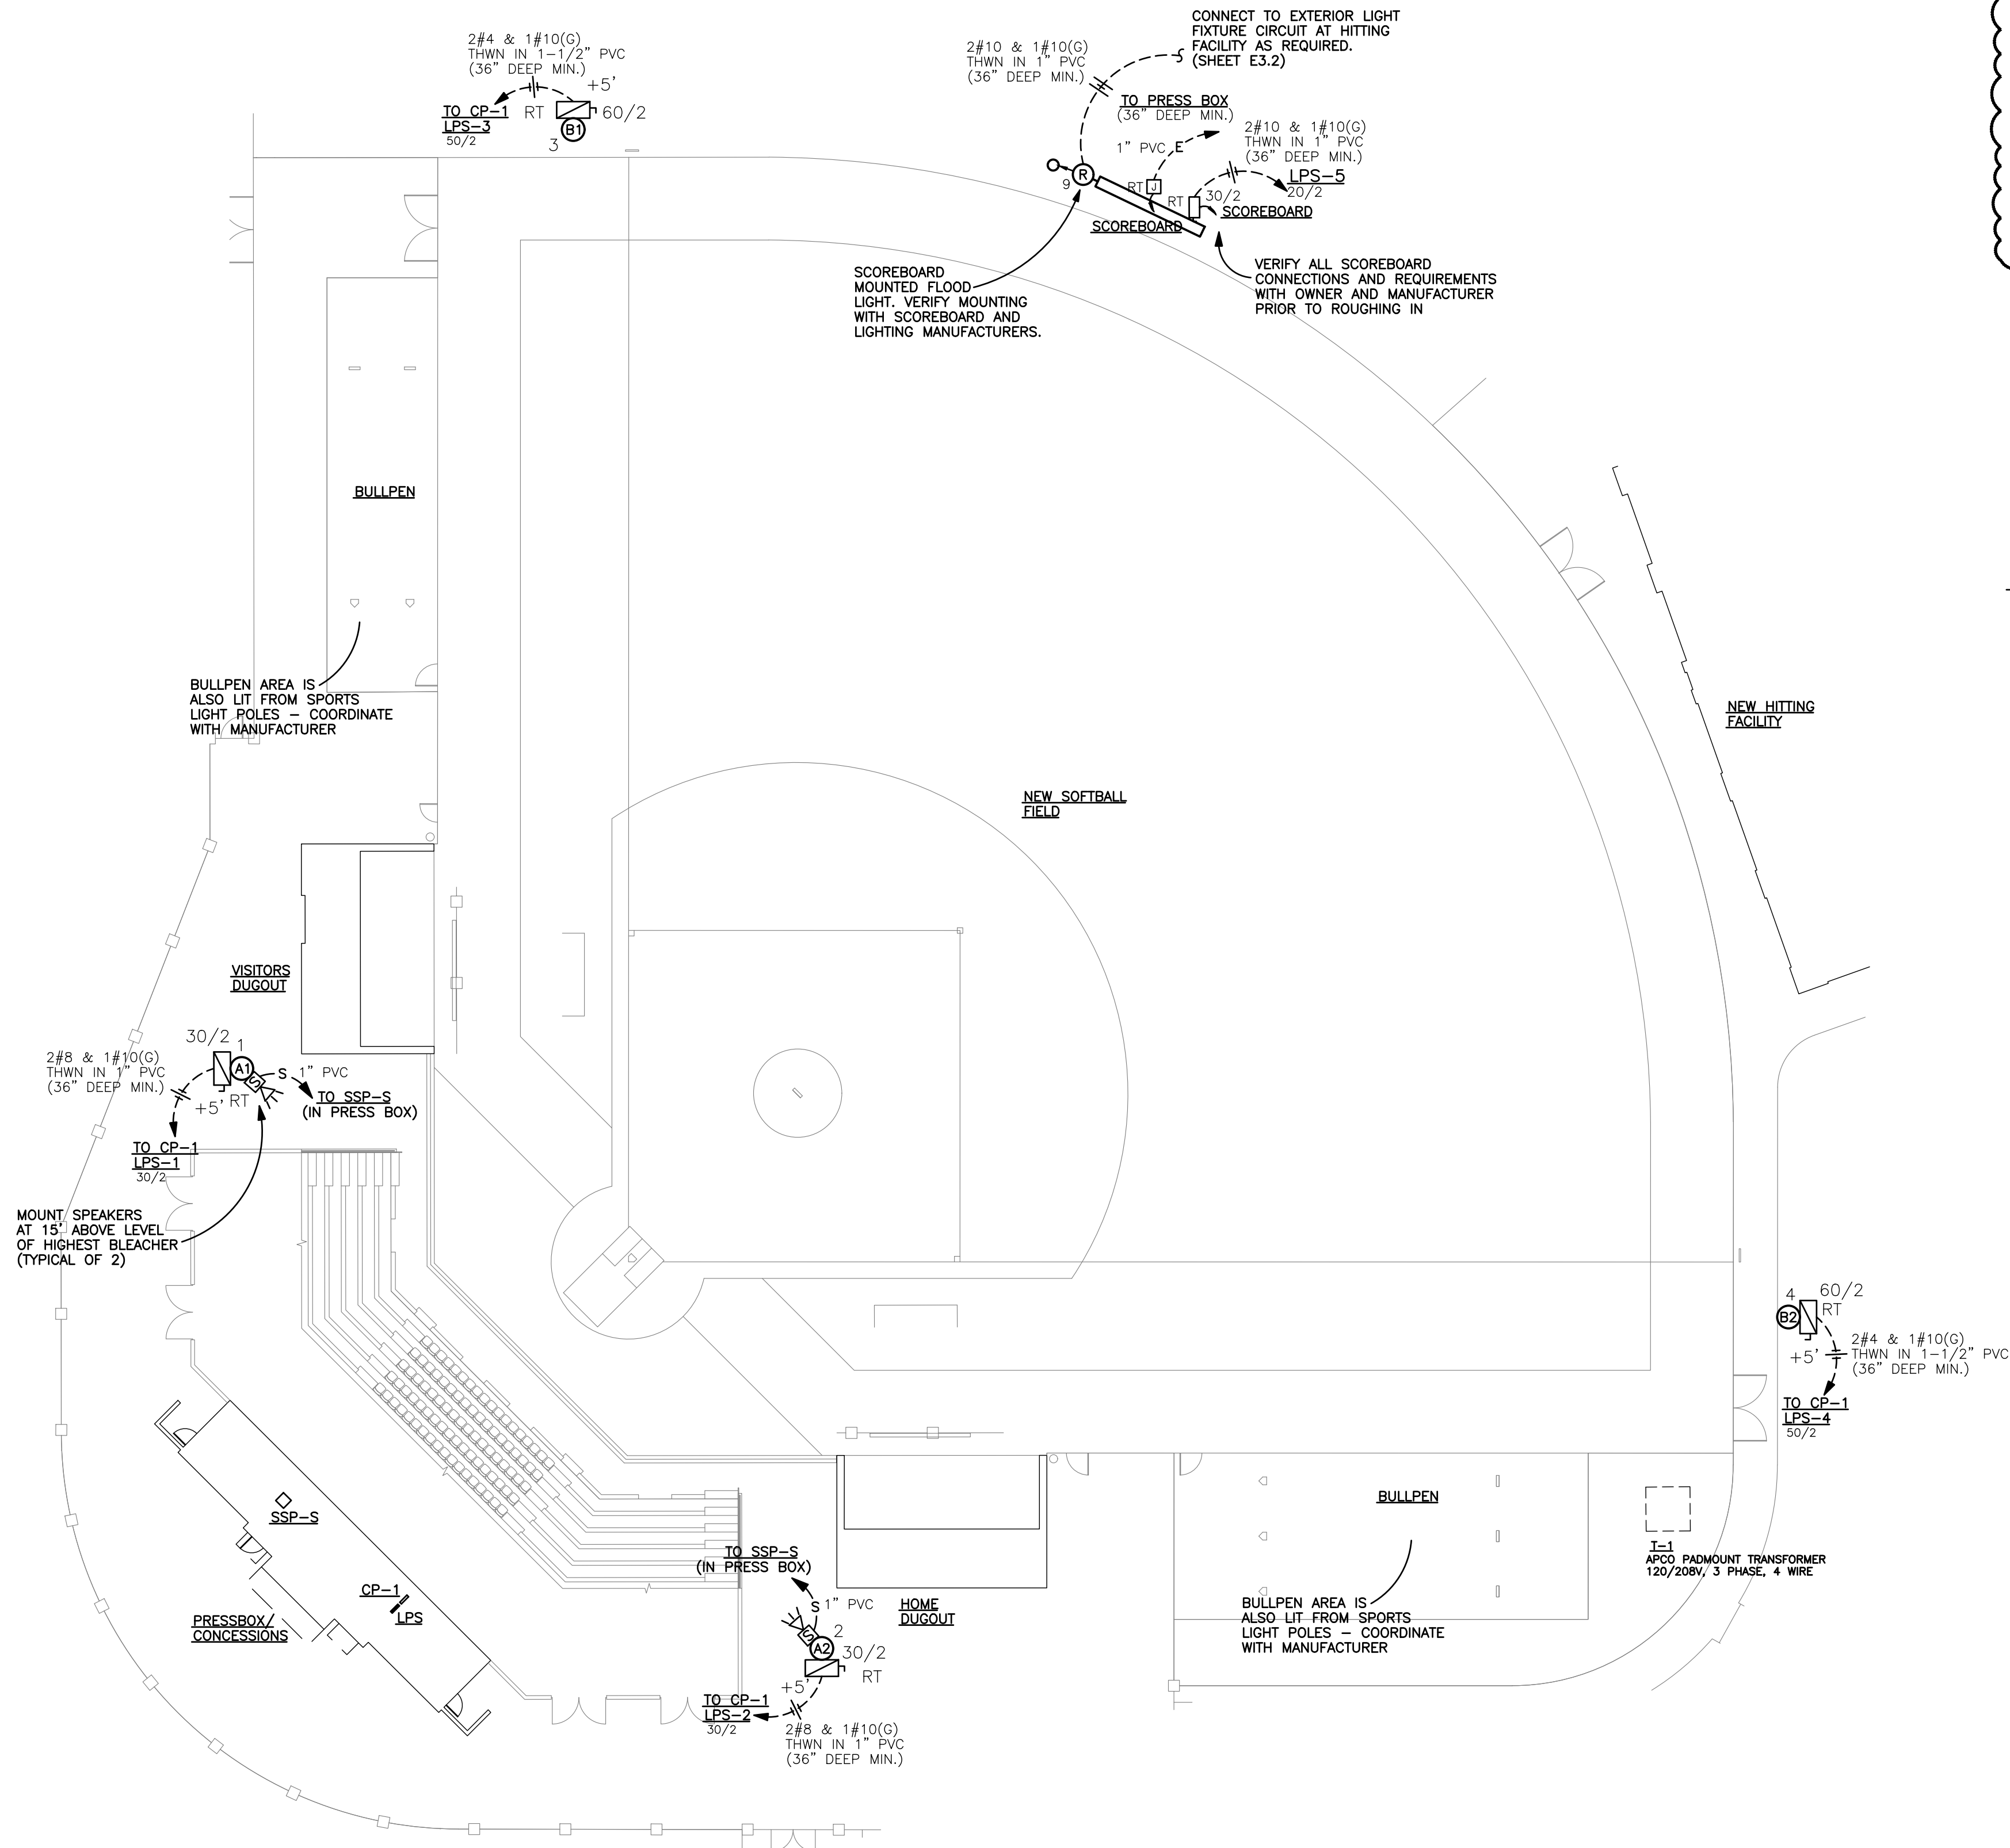 2#4 & 1#10(G)
THWN IN 1-1/2" PVC
(36" DEEP MIN.)
+5'
TO CP-1
LPS-3
50/2
RT
60/2
B1
3
2#10 & 1#10(G)
THWN IN 1" PVC
(36" DEEP MIN.)
CONNECT TO EXTERIOR LIGHT
FIXTURE CIRCUIT AT HITTING
FACILITY AS REQUIRED.
(SHEET E3.2)
TO PRESS BOX
(36" DEEP MIN.)
1" PVC
E
2#10 & 1#10(G)
THWN IN 1" PVC
(36" DEEP MIN.)
LPS-5
20/2
R
9
RT
J
RT
30/2
SCOREBOARD
SCOREBOARD
SCOREBOARD
MOUNTED FLOOD
LIGHT. VERIFY MOUNTING
WITH SCOREBOARD AND
LIGHTING MANUFACTURERS.
VERIFY ALL SCOREBOARD
CONNECTIONS AND REQUIREMENTS
WITH OWNER AND MANUFACTURER
PRIOR TO ROUGHING IN
BULLPEN
BULLPEN AREA IS
ALSO LIT FROM SPORTS
LIGHT POLES - COORDINATE
WITH MANUFACTURER
NEW HITTING
FACILITY
NEW SOFTBALL
FIELD
VISITORS
DUGOUT
30/2
1
A1
S
2#8 & 1#10(G)
THWN IN 1" PVC
(36" DEEP MIN.)
+5'
RT
S
1" PVC
TO SSP-S
(IN PRESS BOX)
TO CP-1
LPS-1
30/2
MOUNT SPEAKERS
AT 15' ABOVE LEVEL
OF HIGHEST BLEACHER
(TYPICAL OF 2)
4
60/2
B2
RT
+5'
2#4 & 1#10(G)
THWN IN 1-1/2" PVC
(36" DEEP MIN.)
TO CP-1
LPS-4
50/2
SSP-S
CP-1
LPS
PRESSBOX/
CONCESSIONS
TO SSP-S
(IN PRESS BOX)
S
1" PVC
HOME
DUGOUT
S
2
A2
30/2
RT
+5'
TO CP-1
LPS-2
30/2
2#8 & 1#10(G)
THWN IN 1" PVC
(36" DEEP MIN.)
BULLPEN
BULLPEN AREA IS
ALSO LIT FROM SPORTS
LIGHT POLES - COORDINATE
WITH MANUFACTURER
T-1
APCO PADMOUNT TRANSFORMER
120/208V, 3 PHASE, 4 WIRE